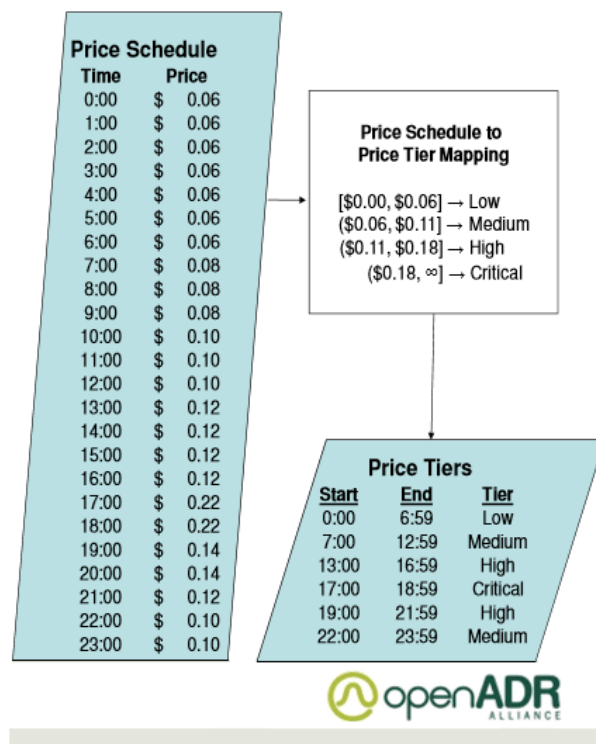 Price Schedule
Time Price
0:00 $ 0.06
1:00 $ 0.06
2:00 $ 0.06
3:00 $ 0.06
4:00 $ 0.06
5:00 $ 0.06
6:00 $ 0.06
7:00 $ 0.08
8:00 $ 0.08
9:00 $ 0.08
10:00 $ 0.10
11:00 $ 0.10
12:00 $ 0.10
13:00 $ 0.12
14:00 $ 0.12
15:00 $ 0.12
16:00 $ 0.12
17:00 $ 0.22
18:00 $ 0.22
19:00 $ 0.14
20:00 $ 0.14
21:00 $ 0.12
22:00 $ 0.10
23:00 $ 0.10
Price Schedule to
Price Tier Mapping
[$0.00, $0.06] → Low
($0.06, $0.11] → Medium
($0.11, $0.18] → High
($0.18, ∞] → Critical
Price Tiers
Start End Tier
0:00 6:59 Low
7:00 12:59 Medium
13:00 16:59 High
17:00 18:59 Critical
19:00 21:59 High
22:00 23:59 Medium
openADR
ALLIANCE